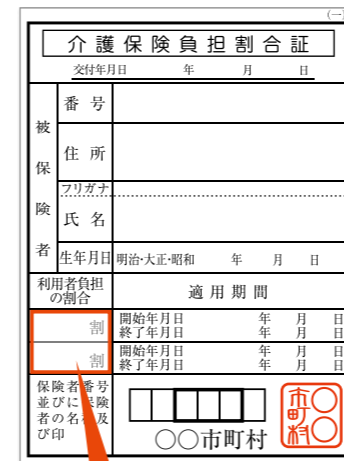 (一)
介護保険負担割合証
交付年月日 年 月 日
被保険者
番号
住所
フリガナ
氏名
生年月日 明治・大正・昭和 年 月 日
利用者負担の割合 適用期間
割 開始年月日 年 月 日
終了年月日 年 月 日
割 開始年月日 年 月 日
終了年月日 年 月 日
保険者番号
並びに保険
者の名称及
び印
〇〇市町村
市町村〇〇